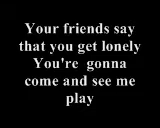 Your friends say
that you get lonely
You're  gonna
come and see me
play